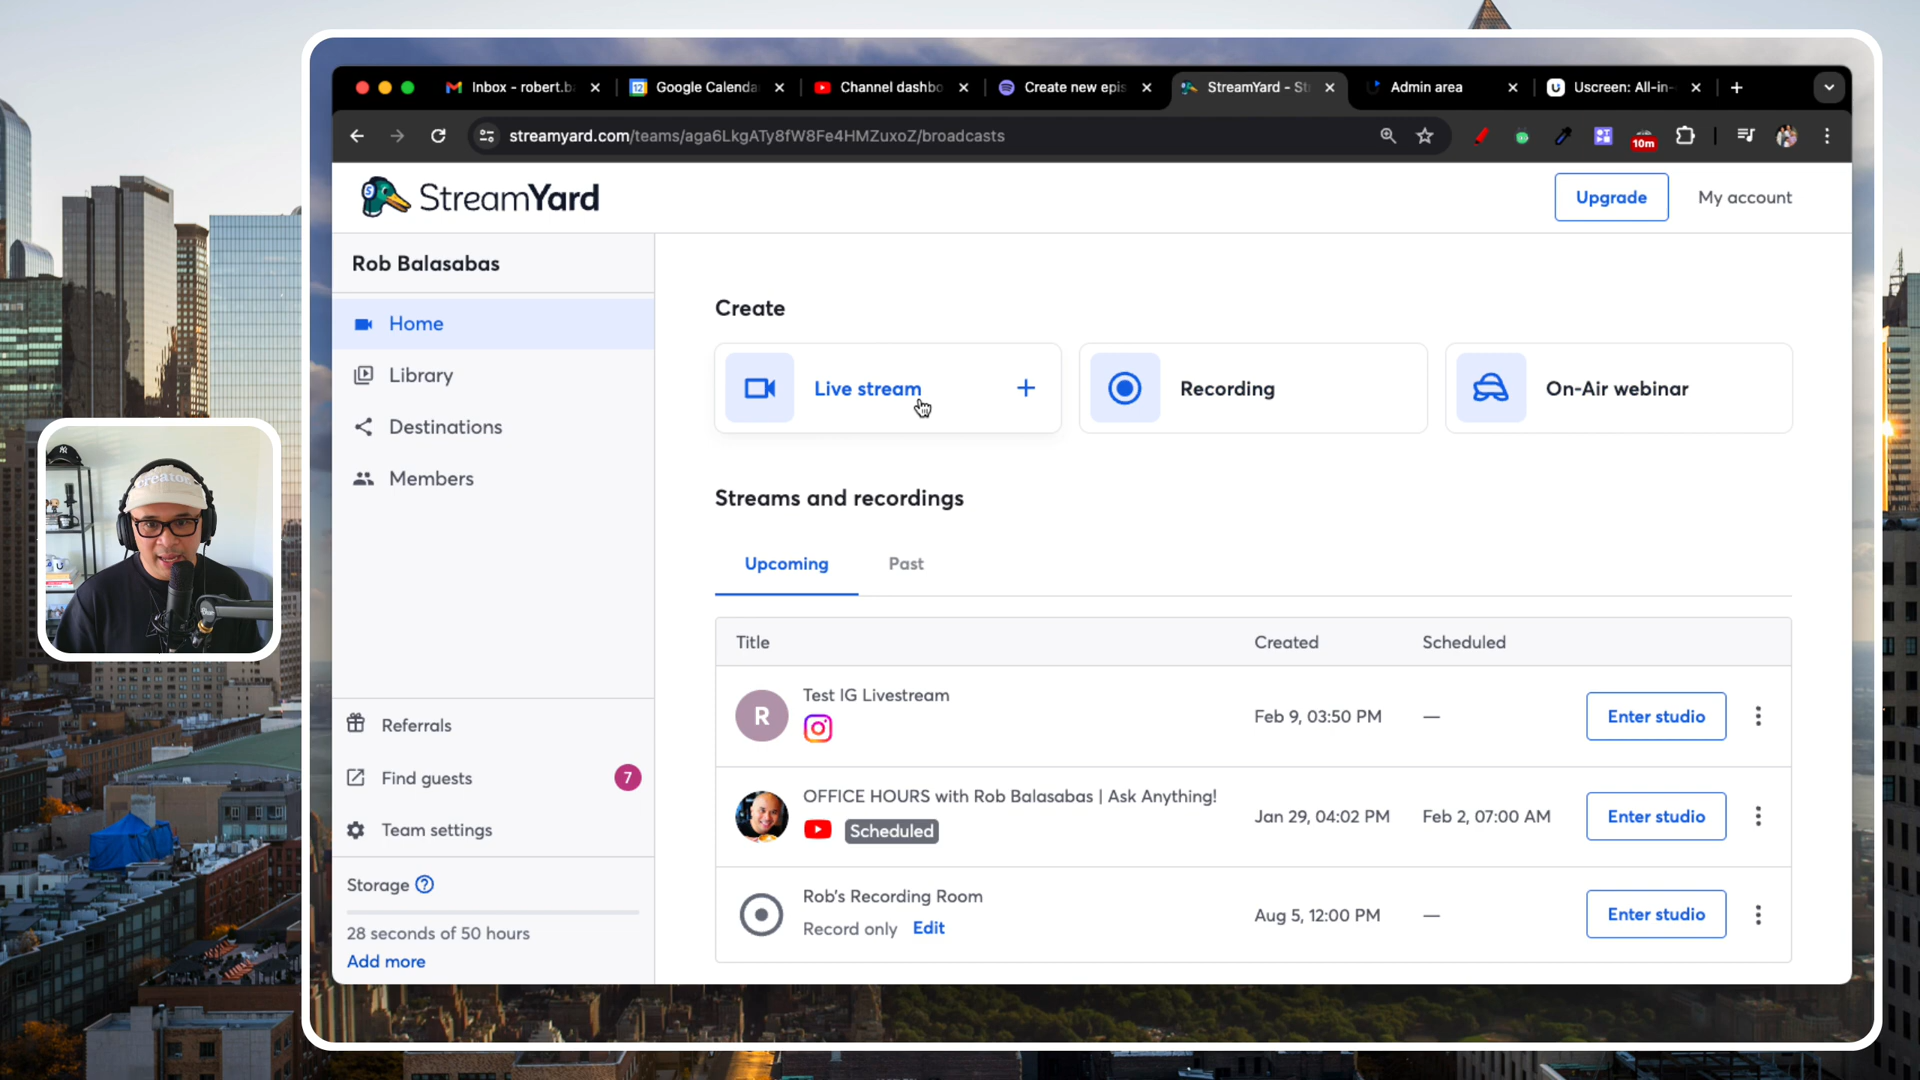 Inbox - robert.b
Google Calenda
Channel dashbo
Create new epis
StreamYard - St
Admin area
Uscreen: All-in-
streamyard.com/teams/aga6LkgATy8fW8Fe4HMZuxoZ/broadcasts
10m
StreamYard
Upgrade
My account
Rob Balasabas
Home
Library
Destinations
Members
Referrals
Find guests
7
Team settings
Storage
28 seconds of 50 hours
Add more
Create
Live stream
Recording
On-Air webinar
Streams and recordings
Upcoming
Past
Title
Created
Scheduled
R
Test IG Livestream
Feb 9, 03:50 PM
—
Enter studio
OFFICE HOURS with Rob Balasabas | Ask Anything!
Scheduled
Jan 29, 04:02 PM
Feb 2, 07:00 AM
Enter studio
Rob's Recording Room
Record only Edit
Aug 5, 12:00 PM
—
Enter studio
creator